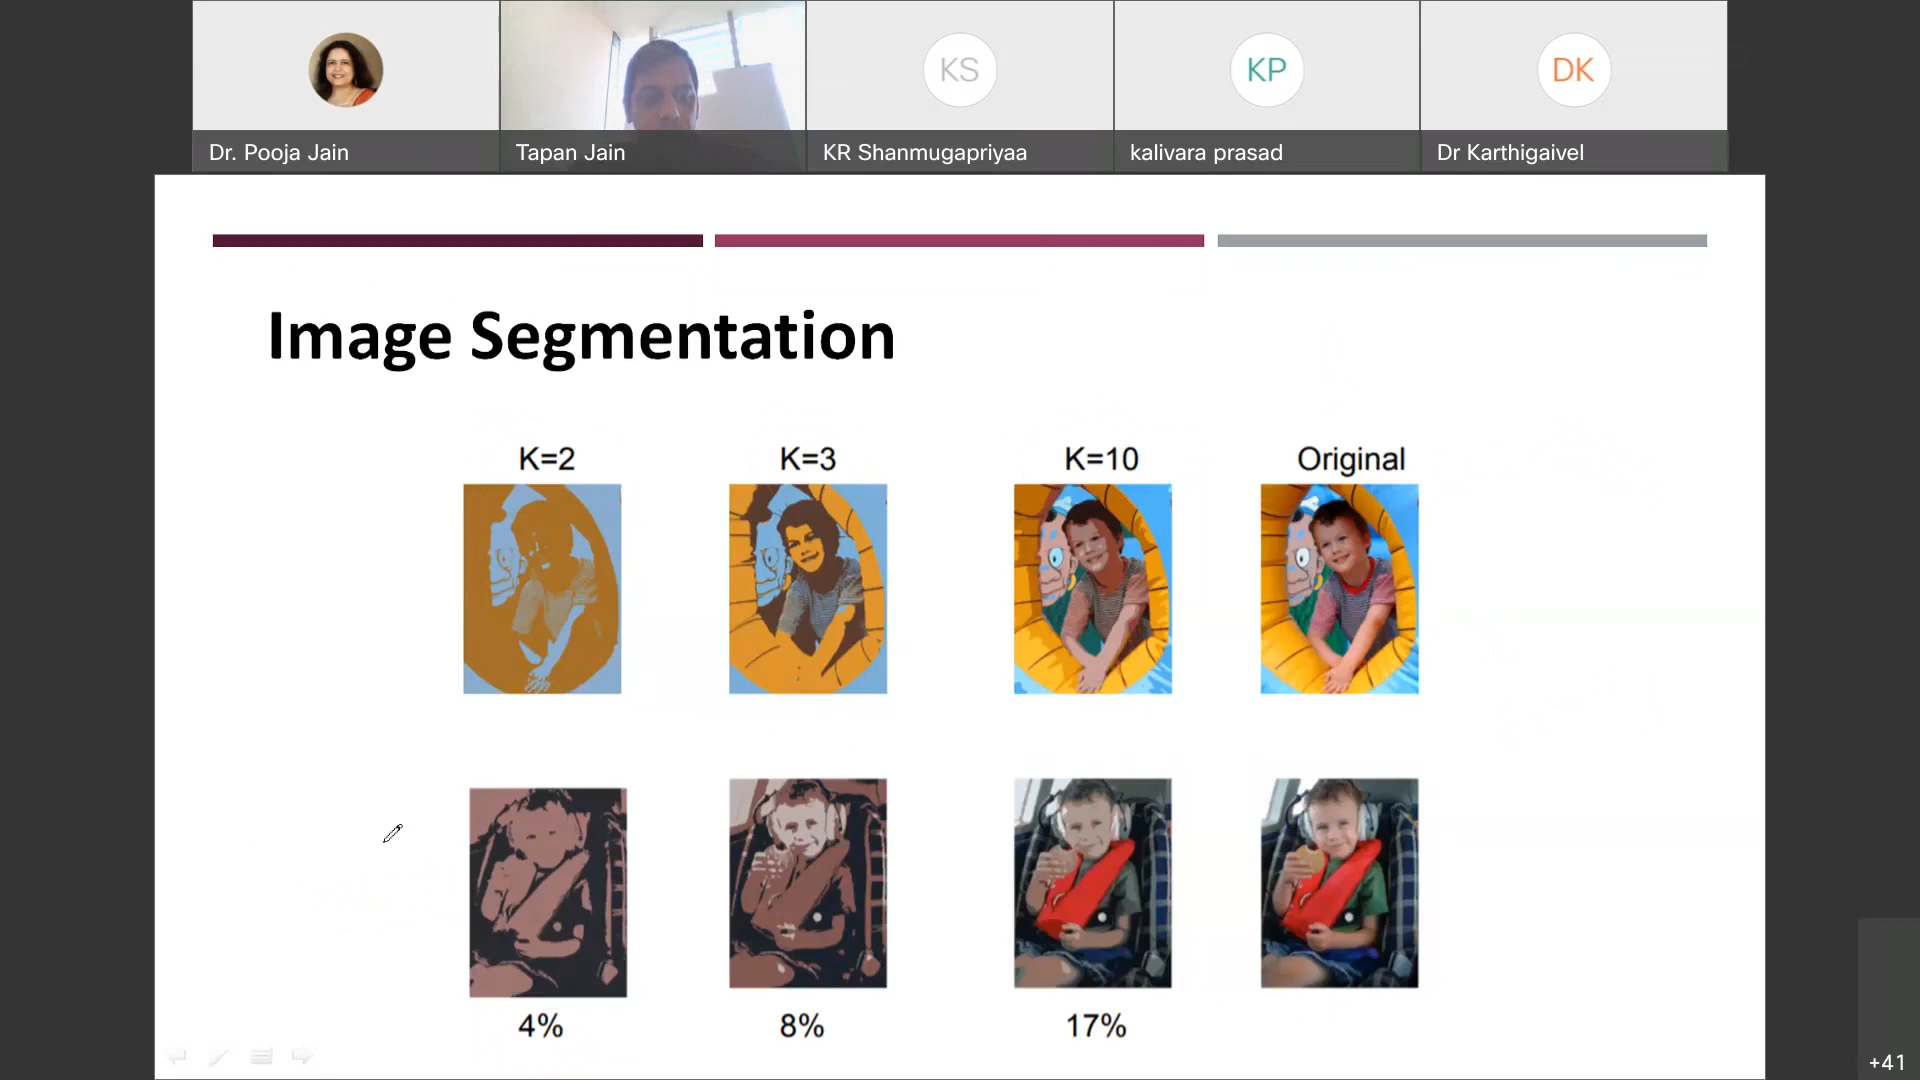 KS
KP
DK
Dr. Pooja Jain
Tapan Jain
KR Shanmugapriyaa
kalivara prasad
Dr Karthigaivel
Image Segmentation
K=2
K=3
K=10
Original
4%
8%
17%
+41